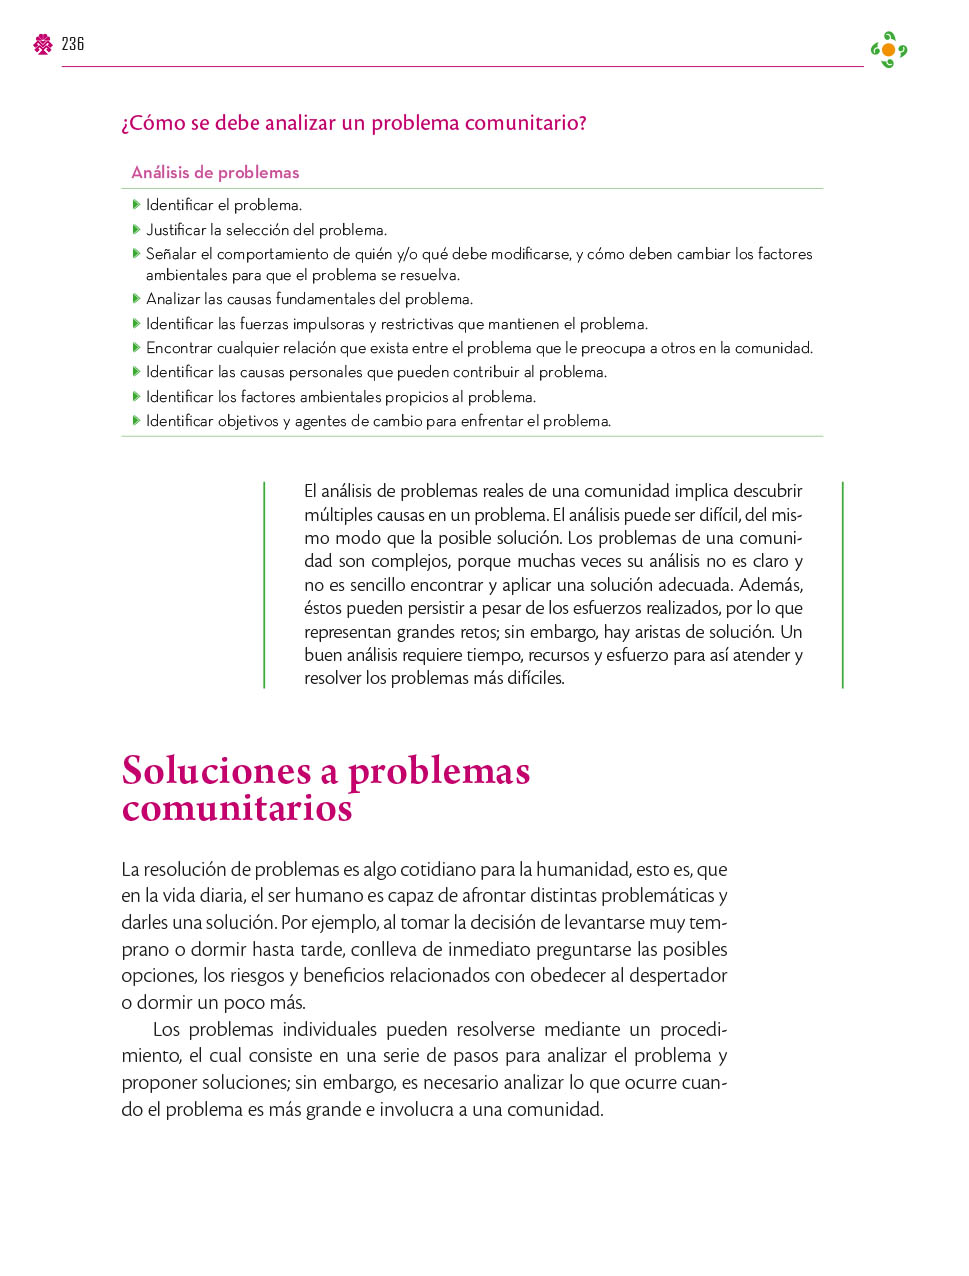 236
¿Cómo se debe analizar un problema comunitario?
Análisis de problemas
Identificar el problema.
Justificar la selección del problema.
Señalar el comportamiento de quién y/o qué debe modificarse, y cómo deben cambiar los factores
ambientales para que el problema se resuelva.
Analizar las causas fundamentales del problema.
Identificar las fuerzas impulsoras y restrictivas que mantienen el problema.
Encontrar cualquier relación que exista entre el problema que le preocupa a otros en la comunidad.
Identificar las causas personales que pueden contribuir al problema.
Identificar los factores ambientales propicios al problema.
Identificar objetivos y agentes de cambio para enfrentar el problema.
El análisis de problemas reales de una comunidad implica descubrir
múltiples causas en un problema. El análisis puede ser difícil, del mis-
mo modo que la posible solución. Los problemas de una comuni-
dad son complejos, porque muchas veces su análisis no es claro y
no es sencillo encontrar y aplicar una solución adecuada. Además,
éstos pueden persistir a pesar de los esfuerzos realizados, por lo que
representan grandes retos; sin embargo, hay aristas de solución. Un
buen análisis requiere tiempo, recursos y esfuerzo para así atender y
resolver los problemas más difíciles.
Soluciones a problemas
comunitarios
La resolución de problemas es algo cotidiano para la humanidad, esto es, que
en la vida diaria, el ser humano es capaz de afrontar distintas problemáticas y
darles una solución. Por ejemplo, al tomar la decisión de levantarse muy tem-
prano o dormir hasta tarde, conlleva de inmediato preguntarse las posibles
opciones, los riesgos y beneficios relacionados con obedecer al despertador
o dormir un poco más.
Los problemas individuales pueden resolverse mediante un procedi-
miento, el cual consiste en una serie de pasos para analizar el problema y
proponer soluciones; sin embargo, es necesario analizar lo que ocurre cuan-
do el problema es más grande e involucra a una comunidad.